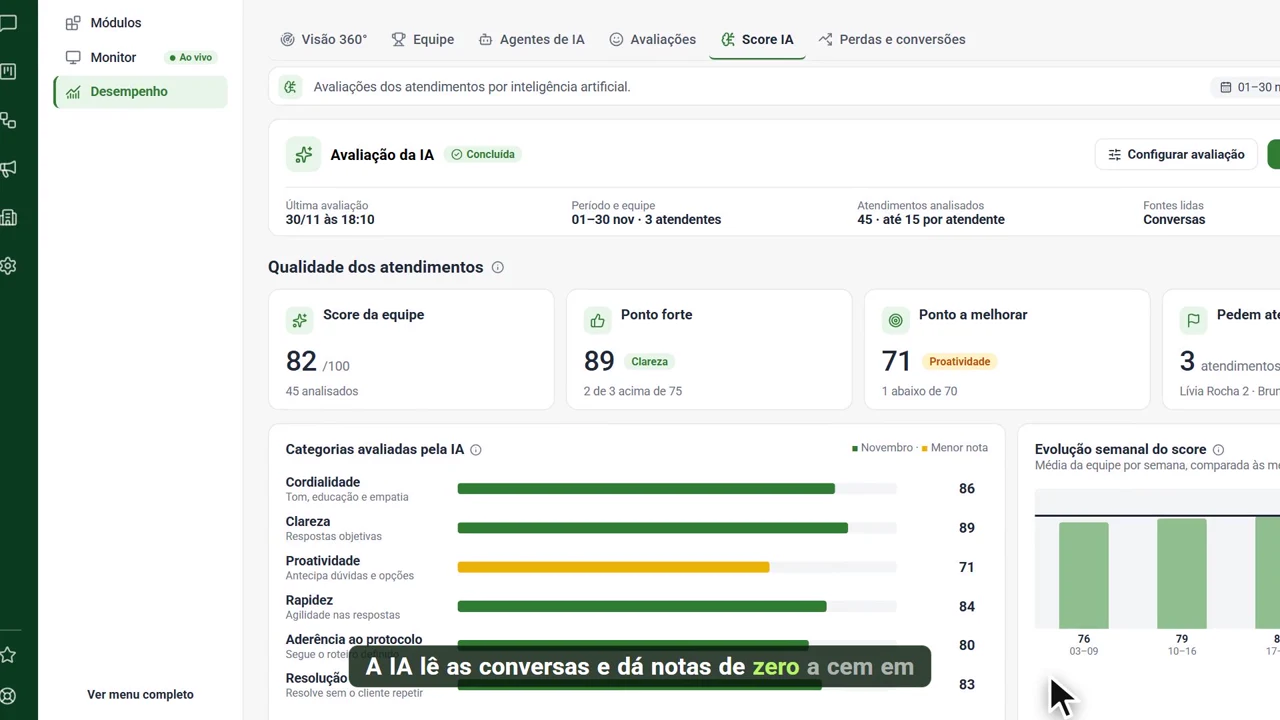 Módulos
Monitor
Ao vivo
Desempenho
Ver menu completo
Visão 360°
Equipe
Agentes de IA
Avaliações
Score IA
Perdas e conversões
Avaliações dos atendimentos por inteligência artificial.
01–30
Avaliação da IA
Concluída
Configurar avaliação
Última avaliação
30/11 às 18:10
Período e equipe
01–30 nov · 3 atendentes
Atendimentos analisados
45 · até 15 por atendente
Fontes lidas
Conversas
Qualidade dos atendimentos
Score da equipe
82 /100
45 analisados
Ponto forte
89 Clareza
2 de 3 acima de 75
Ponto a melhorar
71 Proatividade
1 abaixo de 70
Pedem
3 atendimentos
Lívia Rocha 2 ·
Categorias avaliadas pela IA
Novembro · Menor nota
Cordialidade
Tom, educação e empatia
86
Clareza
Respostas objetivas
89
Proatividade
Antecipa dúvidas e opções
71
Rapidez
Agilidade nas respostas
84
Aderência ao protocolo
Segue o roteiro
80
Resolução
Resolve sem o cliente repetir
83
Evolução semanal do score
Média da equipe por semana, comparada às
76
03–09
79
10–16
A IA lê as conversas e dá notas de zero a cem em